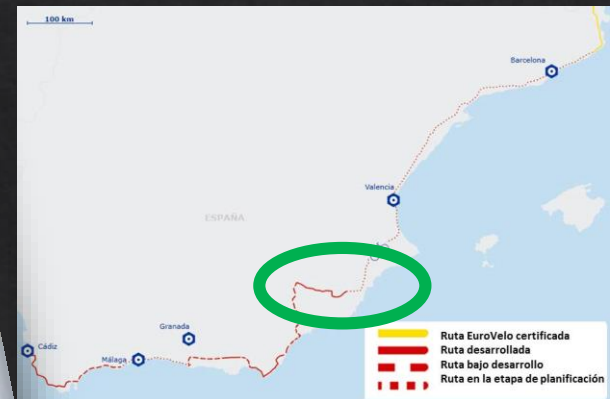 100 km
Barcelona
Valencia
ESPAÑA
Granada
Cádiz
Málaga
Ruta EuroVelo certificada
Ruta desarrollada
Ruta bajo desarrollo
Ruta en la etapa de planificación